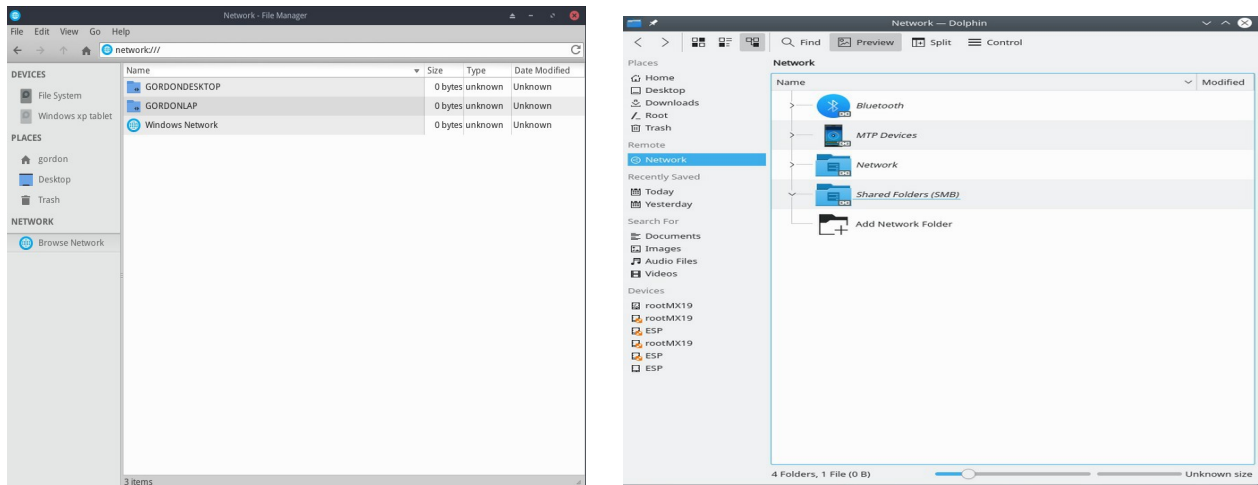 Network - File Manager
File Edit View Go Help
network:///
DEVICES
File System
Windows xp tablet
PLACES
gordon
Desktop
Trash
NETWORK
Browse Network
Name Size Type Date Modified
GORDONDESKTOP 0 bytes unknown Unknown
GORDONLAP 0 bytes unknown Unknown
Windows Network 0 bytes unknown Unknown
3 items
Network — Dolphin
Find Preview Split Control
Places
Home
Desktop
Downloads
Root
Trash
Remote
Network
Recently Saved
Today
Yesterday
Search For
Documents
Images
Audio Files
Videos
Devices
rootMX19
rootMX19
ESP
rootMX19
ESP
ESP
Network
Name Modified
Bluetooth
MTP Devices
Network
Shared Folders (SMB)
Add Network Folder
4 Folders, 1 File (0 B) Unknown size